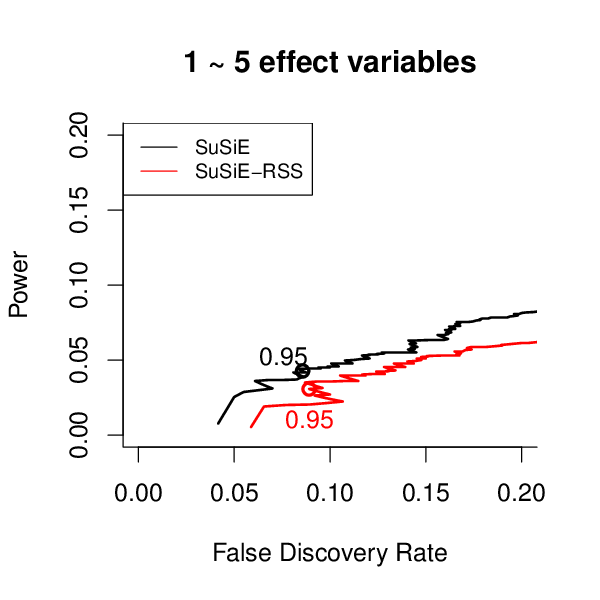 1 ~ 5 effect variables
SuSiE
SuSiE−RSS
Power
0.20
0.15
0.10
0.05
0.00
0.95
0.95
0.00 0.05 0.10 0.15 0.20
False Discovery Rate